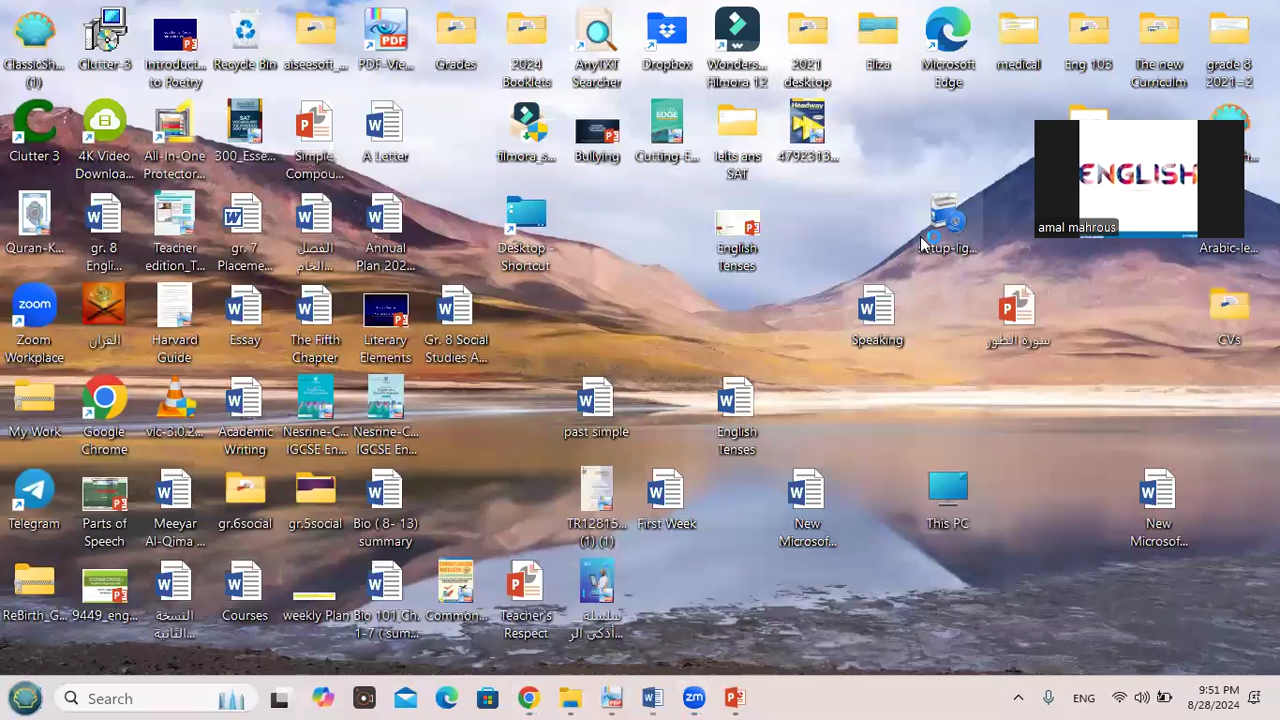 ClassicSh...
(1)
Clutter-3
Introduct...
to Poetry
Recycle Bin
aiseesoft_...
PDF-Vie...
Grades
2024
Booklets
AnyTXT
Searcher
Dropbox
Wonders...
Filmora 12
2021
desktop
Eliza
Microsoft
Edge
medical
Eng 103
The new
Curriculm
grade 8
2021 -2
Clutter 3
4K Video
Downloa...
All-In-One
Protector...
300_Esse...
Simple,
Compou...
A Letter
filmora_s...
Bullying
Cutting-E...
Ielts ans
SAT
4792313...
ENGLISH
amal mahrous
Quran-K...
gr. 8
Engli...
Teacher
edition_T...
gr. 7
Placeme...
الفصل
الخام...
Annual
Plan 202...
Desktop -
Shortcut
English
Tenses
setup-lig...
Arabic-le...
zoom
Zoom
Workplace
القران
Harvard
Guide
Essay
The Fifth
Chapter
Literary
Elements
Gr. 8 Social
Studies A...
Speaking
سورة الطور
CVs
My Work
Google
Chrome
vlc-3.0.2...
Academic
Writing
Nesrine-C...
IGCSE En...
Nesrine-C...
IGCSE En...
past simple
English
Tenses
Telegram
Parts of
Speech
Meeyar
Al-Qima ...
gr.6social
gr.5social
Bio ( 8- 13)
summary
TR12815...
(1) (1)
First Week
New
Microsof...
This PC
New
Microsof...
ReBirth_G...
9449_eng...
النسخة
الثانية...
Courses
weekly Plan
Bio 101 Ch.
1-7 ( sum...
Common...
Teacher's
Respect
سلسلة
أذكى الر...
Search
ENG
9:51 PM
8/28/2024